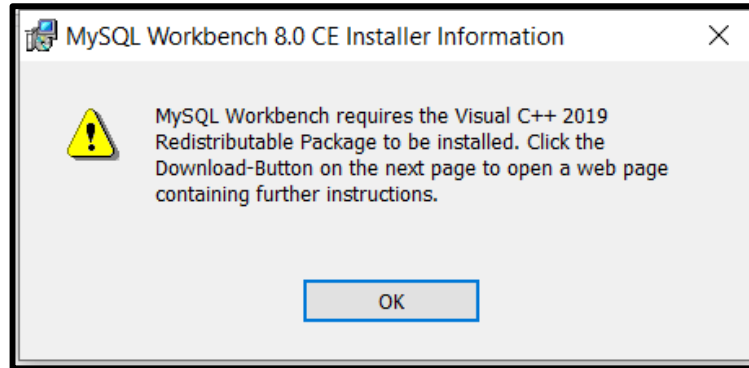 MySQL Workbench 8.0 CE Installer Information
MySQL Workbench requires the Visual C++ 2019
Redistributable Package to be installed. Click the
Download-Button on the next page to open a web page
containing further instructions.
OK